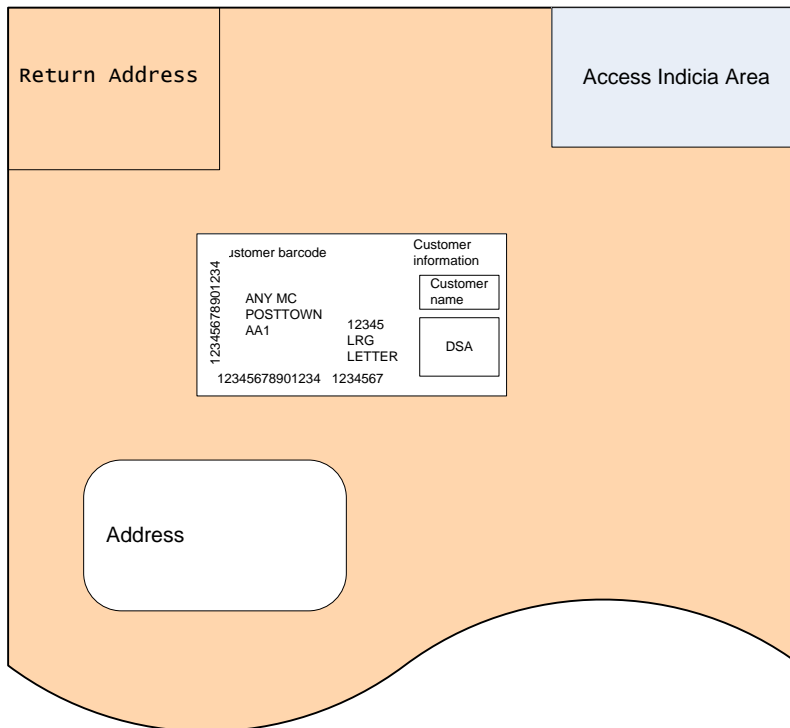 Return Address
Access Indicia Area
ustomer barcode
Customer
information
12345678901234
Customer
name
ANY MC
POSTTOWN
AA1
12345
LRG
LETTER
DSA
12345678901234 1234567
Address